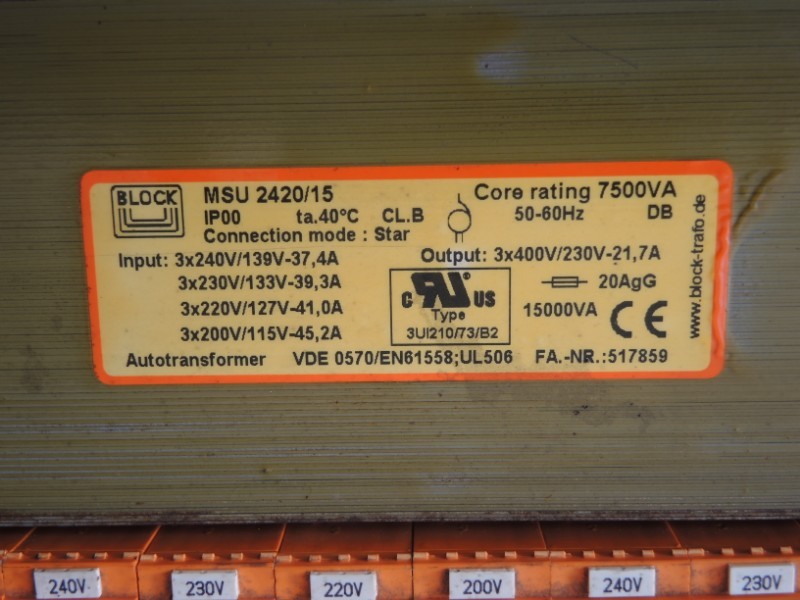 BLOCK
MSU 2420/15 Core rating 7500VA
IP00 ta.40°C CL.B 50-60Hz DB
Connection mode : Star
Input: 3x240V/139V-37,4A Output: 3x400V/230V-21,7A
3x230V/133V-39,3A
3x220V/127V-41,0A
3x200V/115V-45,2A
c RU US
Type
3UI210/73/B2
20AgG
15000VA CE
Autotransformer VDE 0570/EN61558;UL506 FA.-NR.:517859
www.block-trafo.de
240V 230V 220V 200V 240V 230V